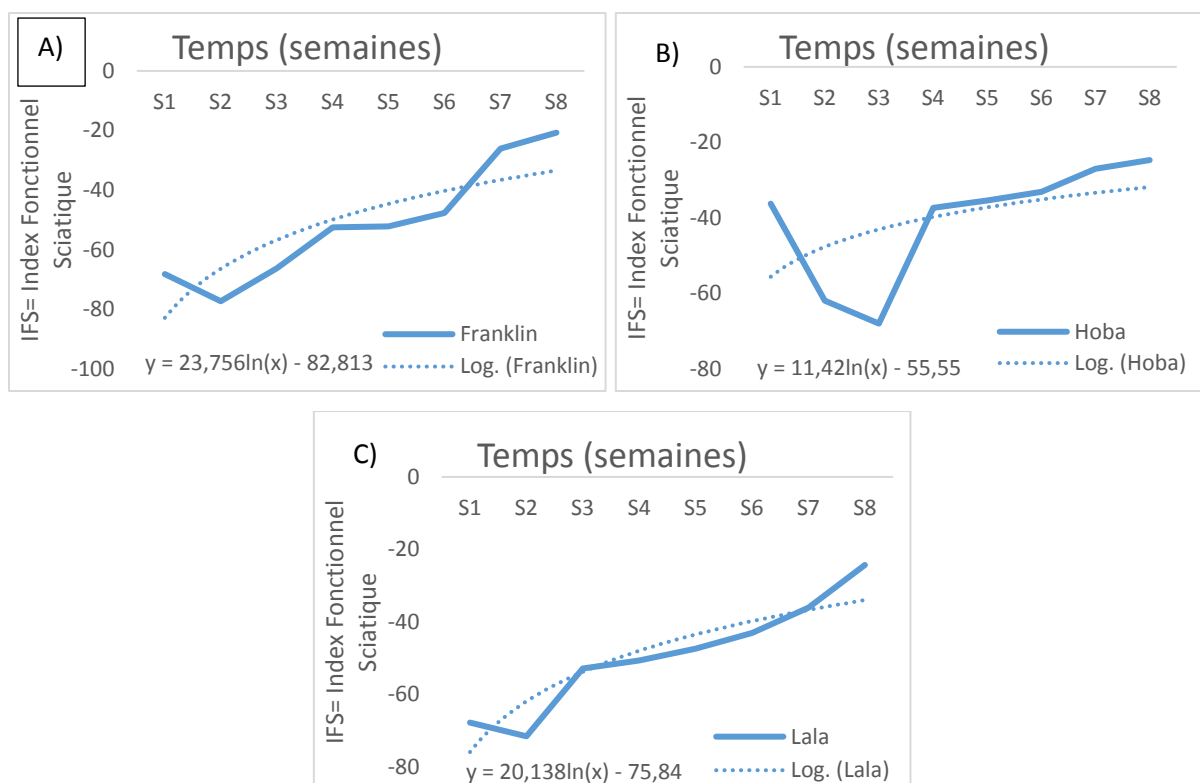 A)
Temps (semaines)
0
S1 S2 S3 S4 S5 S6 S7 S8
-20
-40
-60
-80
-100
IFS= Index Fonctionnel
Sciatique
Franklin
Log. (Franklin)
y = 23,756ln(x) - 82,813
B)
Temps (semaines)
0
S1 S2 S3 S4 S5 S6 S7 S8
-20
-40
-60
-80
IFS= Index Fonctionnel
Sciatique
Hoba
Log. (Hoba)
y = 11,42ln(x) - 55,55
C)
Temps (semaines)
0
S1 S2 S3 S4 S5 S6 S7 S8
-20
-40
-60
-80
IFS= Index Fonctionnel
Sciatique
Lala
Log. (Lala)
y = 20,138ln(x) - 75,84